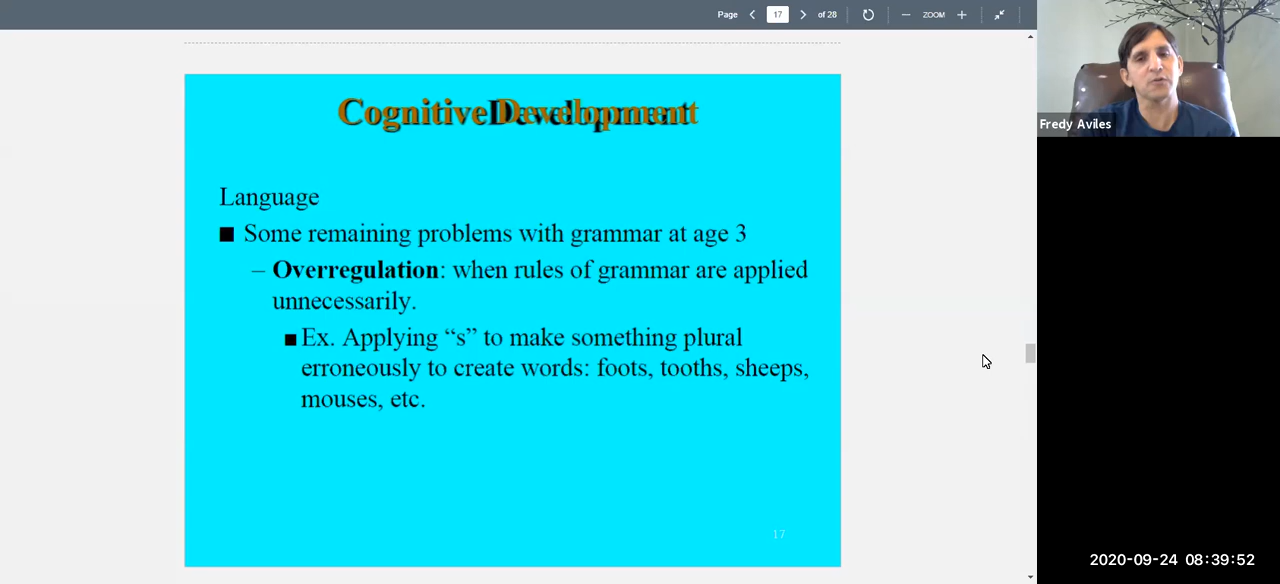 Page 17 of 28 ZOOM
Cognitive Development
Language
Some remaining problems with grammar at age 3
– Overregulation: when rules of grammar are applied
unnecessarily.
Ex. Applying “s” to make something plural
erroneously to create words: foots, tooths, sheeps,
mouses, etc.
17
Fredy Aviles
2020-09-24 08:39:52